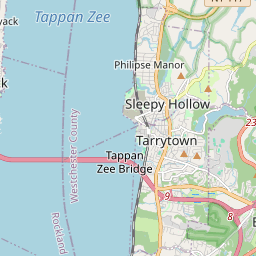 Tappan Zee
Philipse Manor
Sleepy Hollow
Tarrytown
Tappan
Zee Bridge
Westchester County
Rockland
9
8